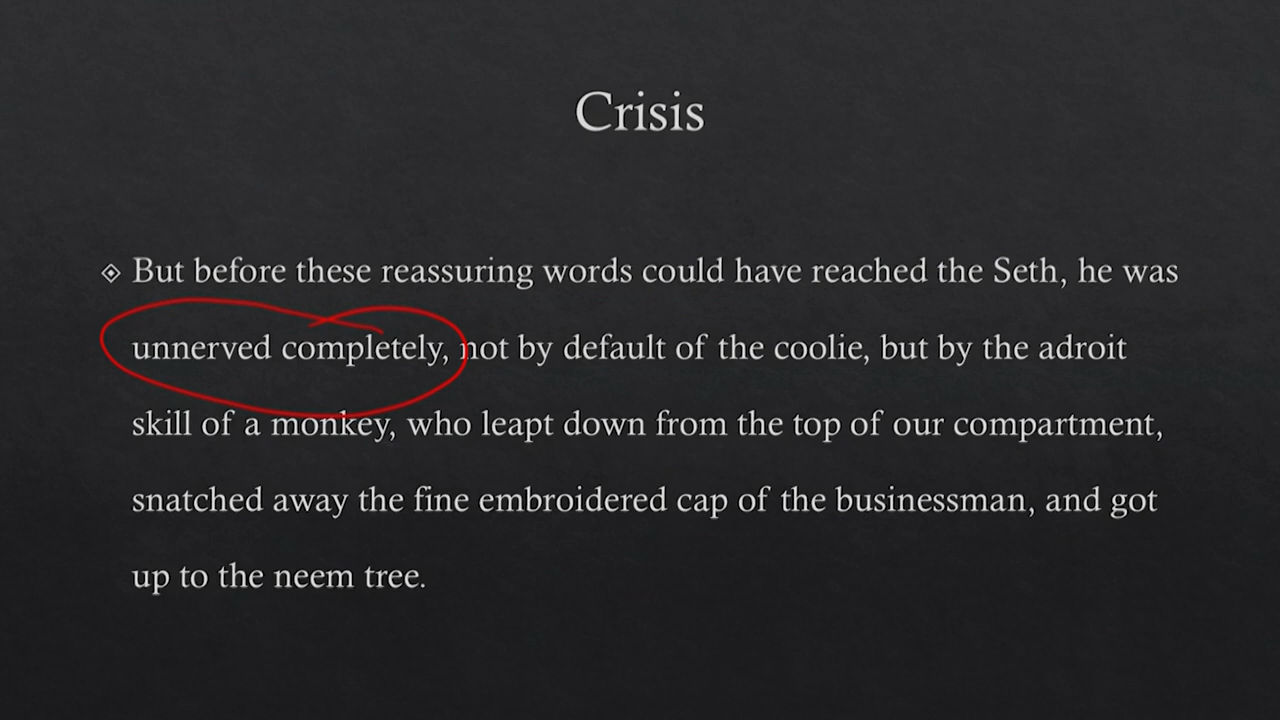 Crisis
But before these reassuring words could have reached the Seth, he was
unnerved completely, not by default of the coolie, but by the adroit
skill of a monkey, who leapt down from the top of our compartment,
snatched away the fine embroidered cap of the businessman, and got
up to the neem tree.